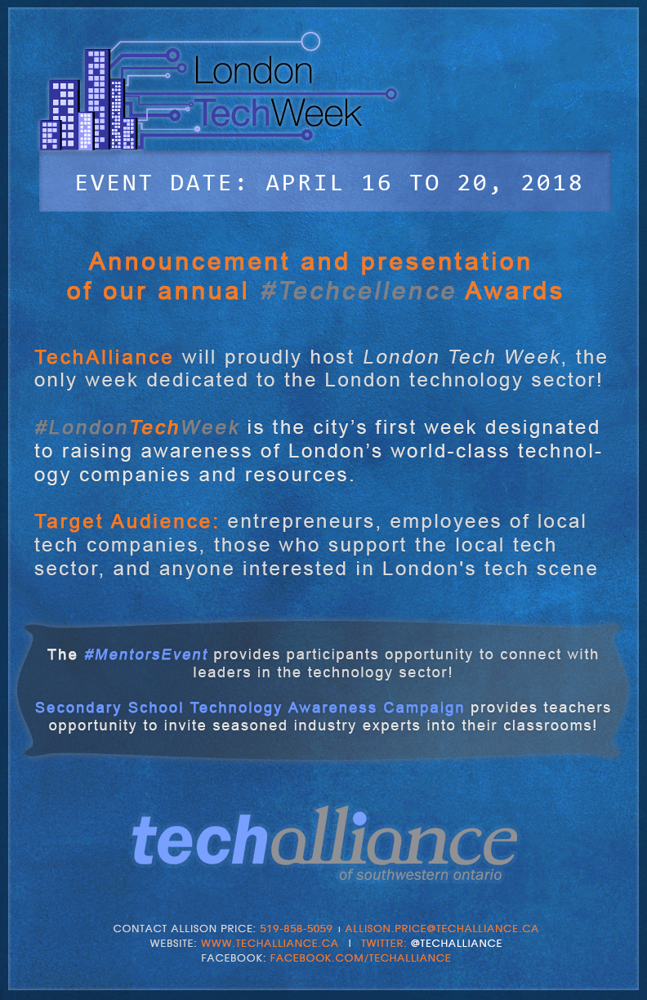 London
TechWeek
EVENT DATE: APRIL 16 TO 20, 2018
Announcement and presentation
of our annual #Techcellence Awards
TechAlliance will proudly host London Tech Week, the
only week dedicated to the London technology sector!
#LondonTechWeek is the city’s first week designated
to raising awareness of London’s world-class technol-
ogy companies and resources.
Target Audience: entrepreneurs, employees of local
tech companies, those who support the local tech
sector, and anyone interested in London's tech scene
The #MentorsEvent provides participants opportunity to connect with
leaders in the technology sector!
Secondary School Technology Awareness Campaign provides teachers
opportunity to invite seasoned industry experts into their classrooms!
techalliance
of southwestern ontario
CONTACT ALLISON PRICE: 519-858-5059 | ALLISON.PRICE@TECHALLIANCE.CA
WEBSITE: WWW.TECHALLIANCE.CA | TWITTER: @TECHALLIANCE
FACEBOOK: FACEBOOK.COM/TECHALLIANCE